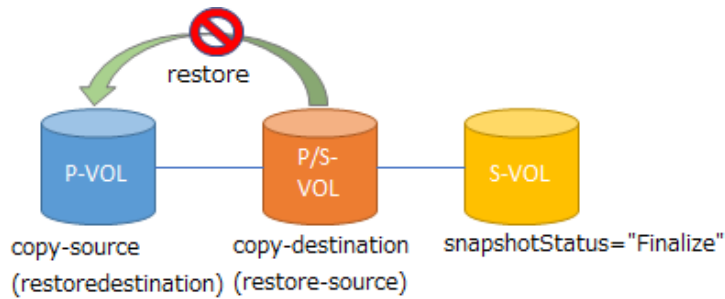 restore
P-VOL
P/S-
VOL
S-VOL
copy-source
(restoredestination)
copy-destination
(restore-source)
snapshotStatus="Finalize"